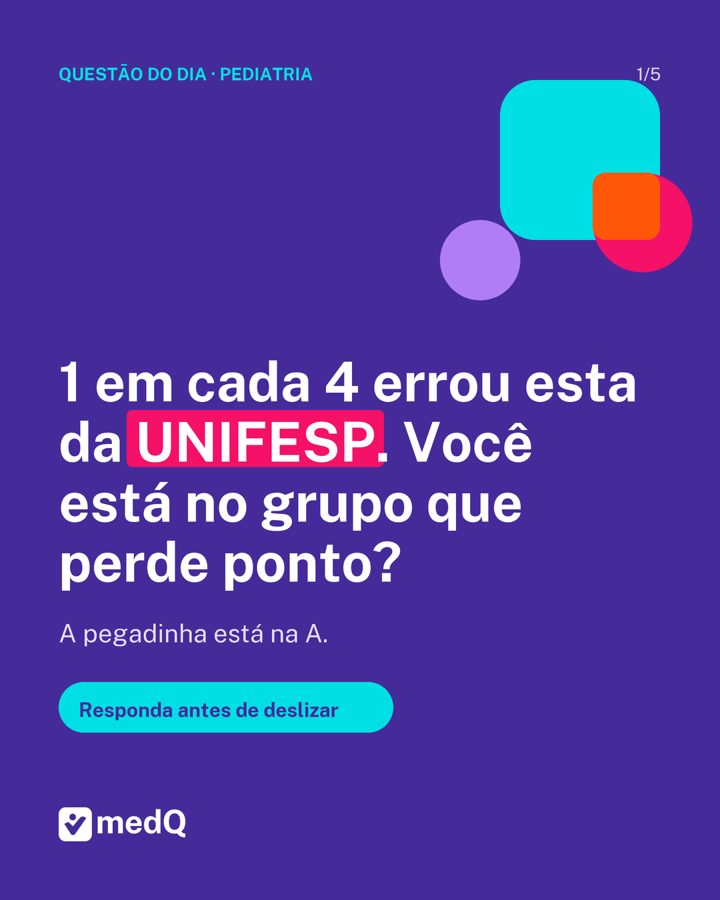 QUESTÃO DO DIA · PEDIATRIA
1/5
1 em cada 4 errou esta
da UNIFESP. Você
está no grupo que
perde ponto?
A pegadinha está na A.
Responda antes de deslizar
medQ